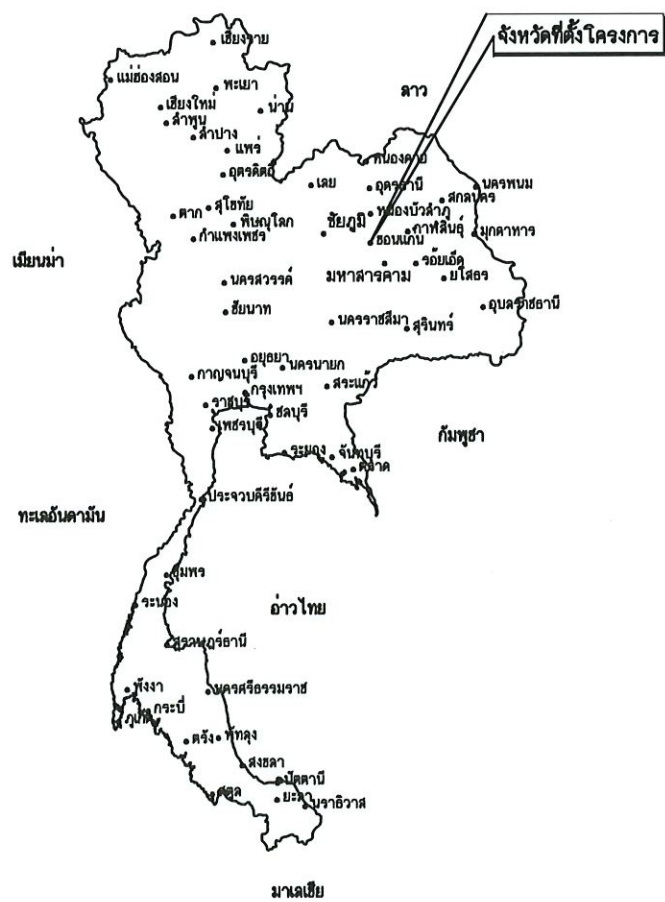 จังหวัดที่ตั้งโครงการ
เชียงราย
แม่ฮ่องสอน
พะเยา
ลาว
เชียงใหม่
น่าน
ลำพูน
ลำปาง
แพร่
หนองคาย
อุตรดิตถ์
เลย
อุดรธานี
นครพนม
สกลนคร
สุโขทัย
หนองบัวลำภู
ตาก
พิษณุโลก
ชัยภูมิ
กาฬสินธุ์
มุกดาหาร
กำแพงเพชร
ขอนแก่น
เมียนม่า
มหาสารคาม
ร้อยเอ็ด
ยโสธร
นครสวรรค์
อุบลราชธานี
ชัยนาท
นครราชสีมา
สุรินทร์
อยุธยา
นครนายก
กาญจนบุรี
สระแก้ว
กรุงเทพฯ
ราชบุรี
ชลบุรี
เพชรบุรี
กัมพูชา
ระยอง
จันทบุรี
ตราด
ประจวบคีรีขันธ์
ทะเลอันดามัน
ชุมพร
ระนอง
อ่าวไทย
สุราษฎร์ธานี
พังงา
นครศรีธรรมราช
กระบี่
ภูเก็ต
ตรัง
พัทลุง
สงขลา
ปัตตานี
สตูล
ยะลา
นราธิวาส
มาเลเซีย